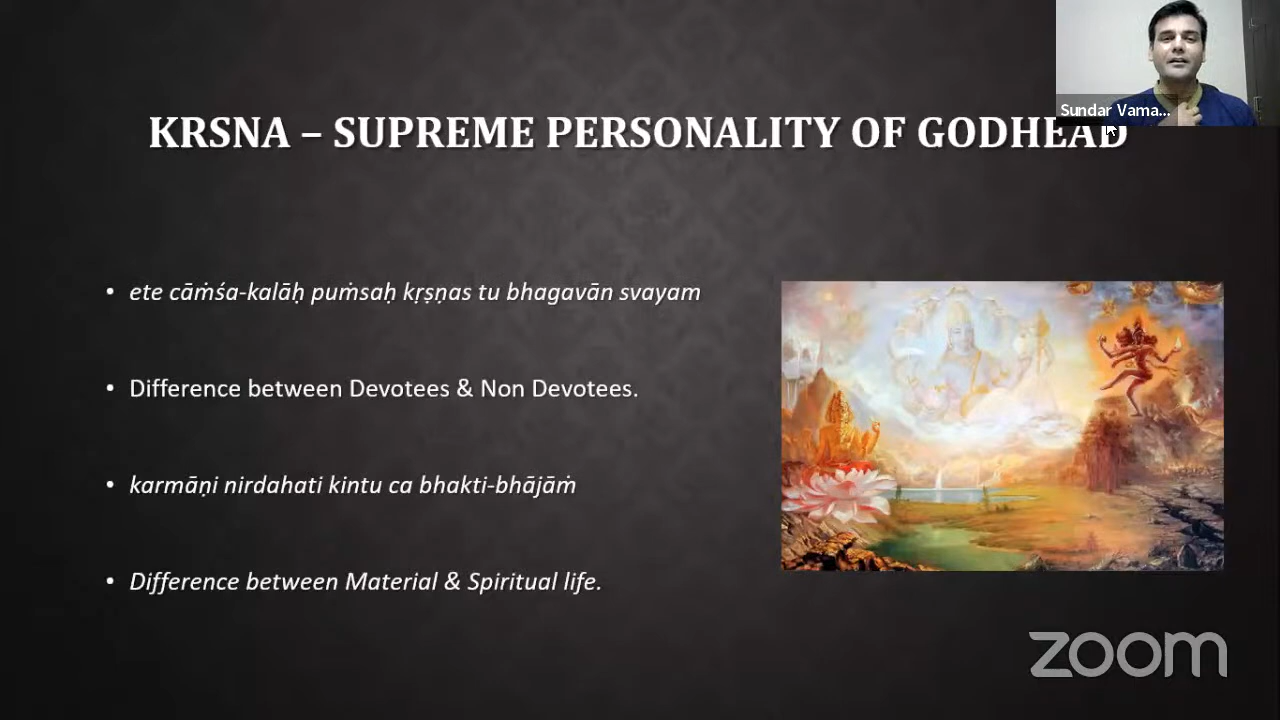 Sundar Vama...
KRSNA – SUPREME PERSONALITY OF GODHEAD
• ete cāṁśa-kalāḥ puṁsaḥ kṛṣṇas tu bhagavān svayam
• Difference between Devotees & Non Devotees.
• karmāṇi nirdahati kintu ca bhakti-bhājāṁ
• Difference between Material & Spiritual life.
zoom